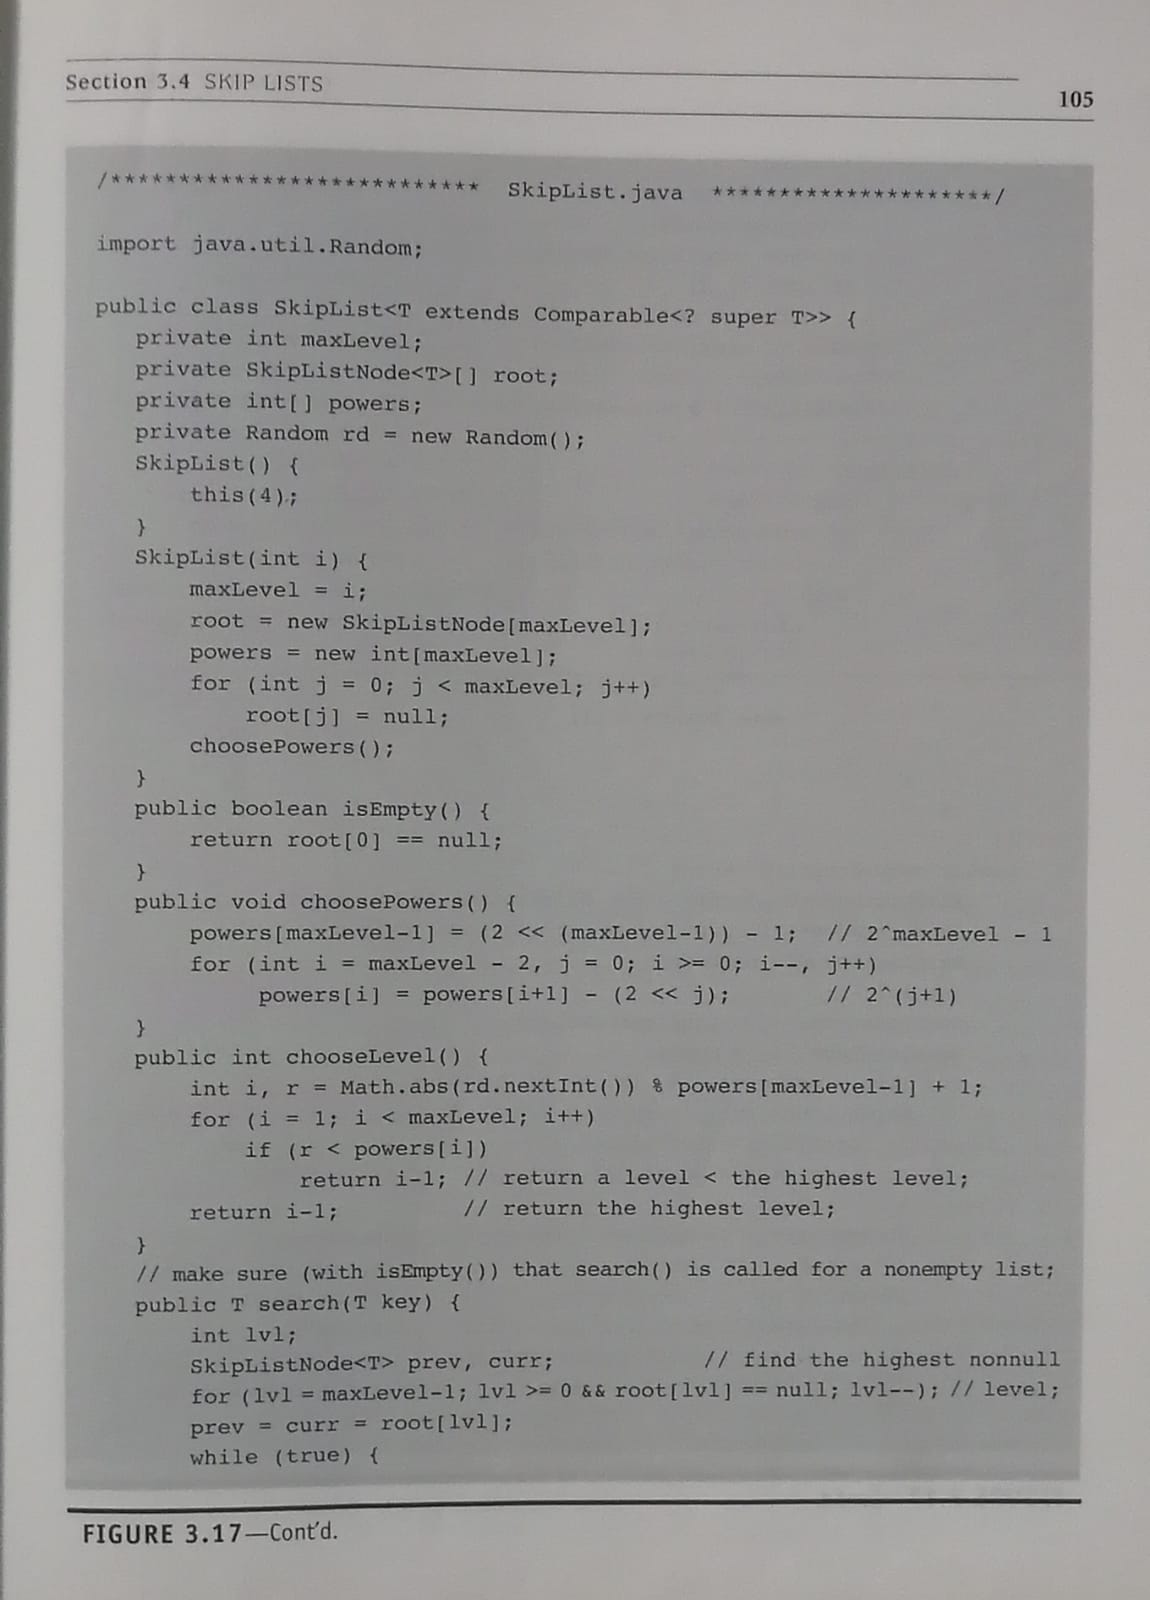 Section 3.4 SKIP LISTS
105
/*************************** SkipList.java *********************/
import java.util.Random;
public class SkipList<T extends Comparable<? super T>> {
private int maxLevel;
private SkipListNode<T>[] root;
private int[] powers;
private Random rd = new Random();
SkipList() {
this(4);
}
SkipList(int i) {
maxLevel = i;
root = new SkipListNode[maxLevel];
powers = new int[maxLevel];
for (int j = 0; j < maxLevel; j++)
root[j] = null;
choosePowers();
}
public boolean isEmpty() {
return root[0] == null;
}
public void choosePowers() {
powers[maxLevel-1] = (2 << (maxLevel-1)) - 1; // 2^maxLevel - 1
for (int i = maxLevel - 2, j = 0; i >= 0; i--, j++)
powers[i] = powers[i+1] - (2 << j); // 2^(j+1)
}
public int chooseLevel() {
int i, r = Math.abs(rd.nextInt()) % powers[maxLevel-1] + 1;
for (i = 1; i < maxLevel; i++)
if (r < powers[i])
return i-1; // return a level < the highest level;
return i-1; // return the highest level;
}
// make sure (with isEmpty()) that search() is called for a nonempty list;
public T search(T key) {
int lvl;
SkipListNode<T> prev, curr; // find the highest nonnull
for (lvl = maxLevel-1; lvl >= 0 && root[lvl] == null; lvl--); // level;
prev = curr = root[lvl];
while (true) {
FIGURE 3.17—Cont'd.